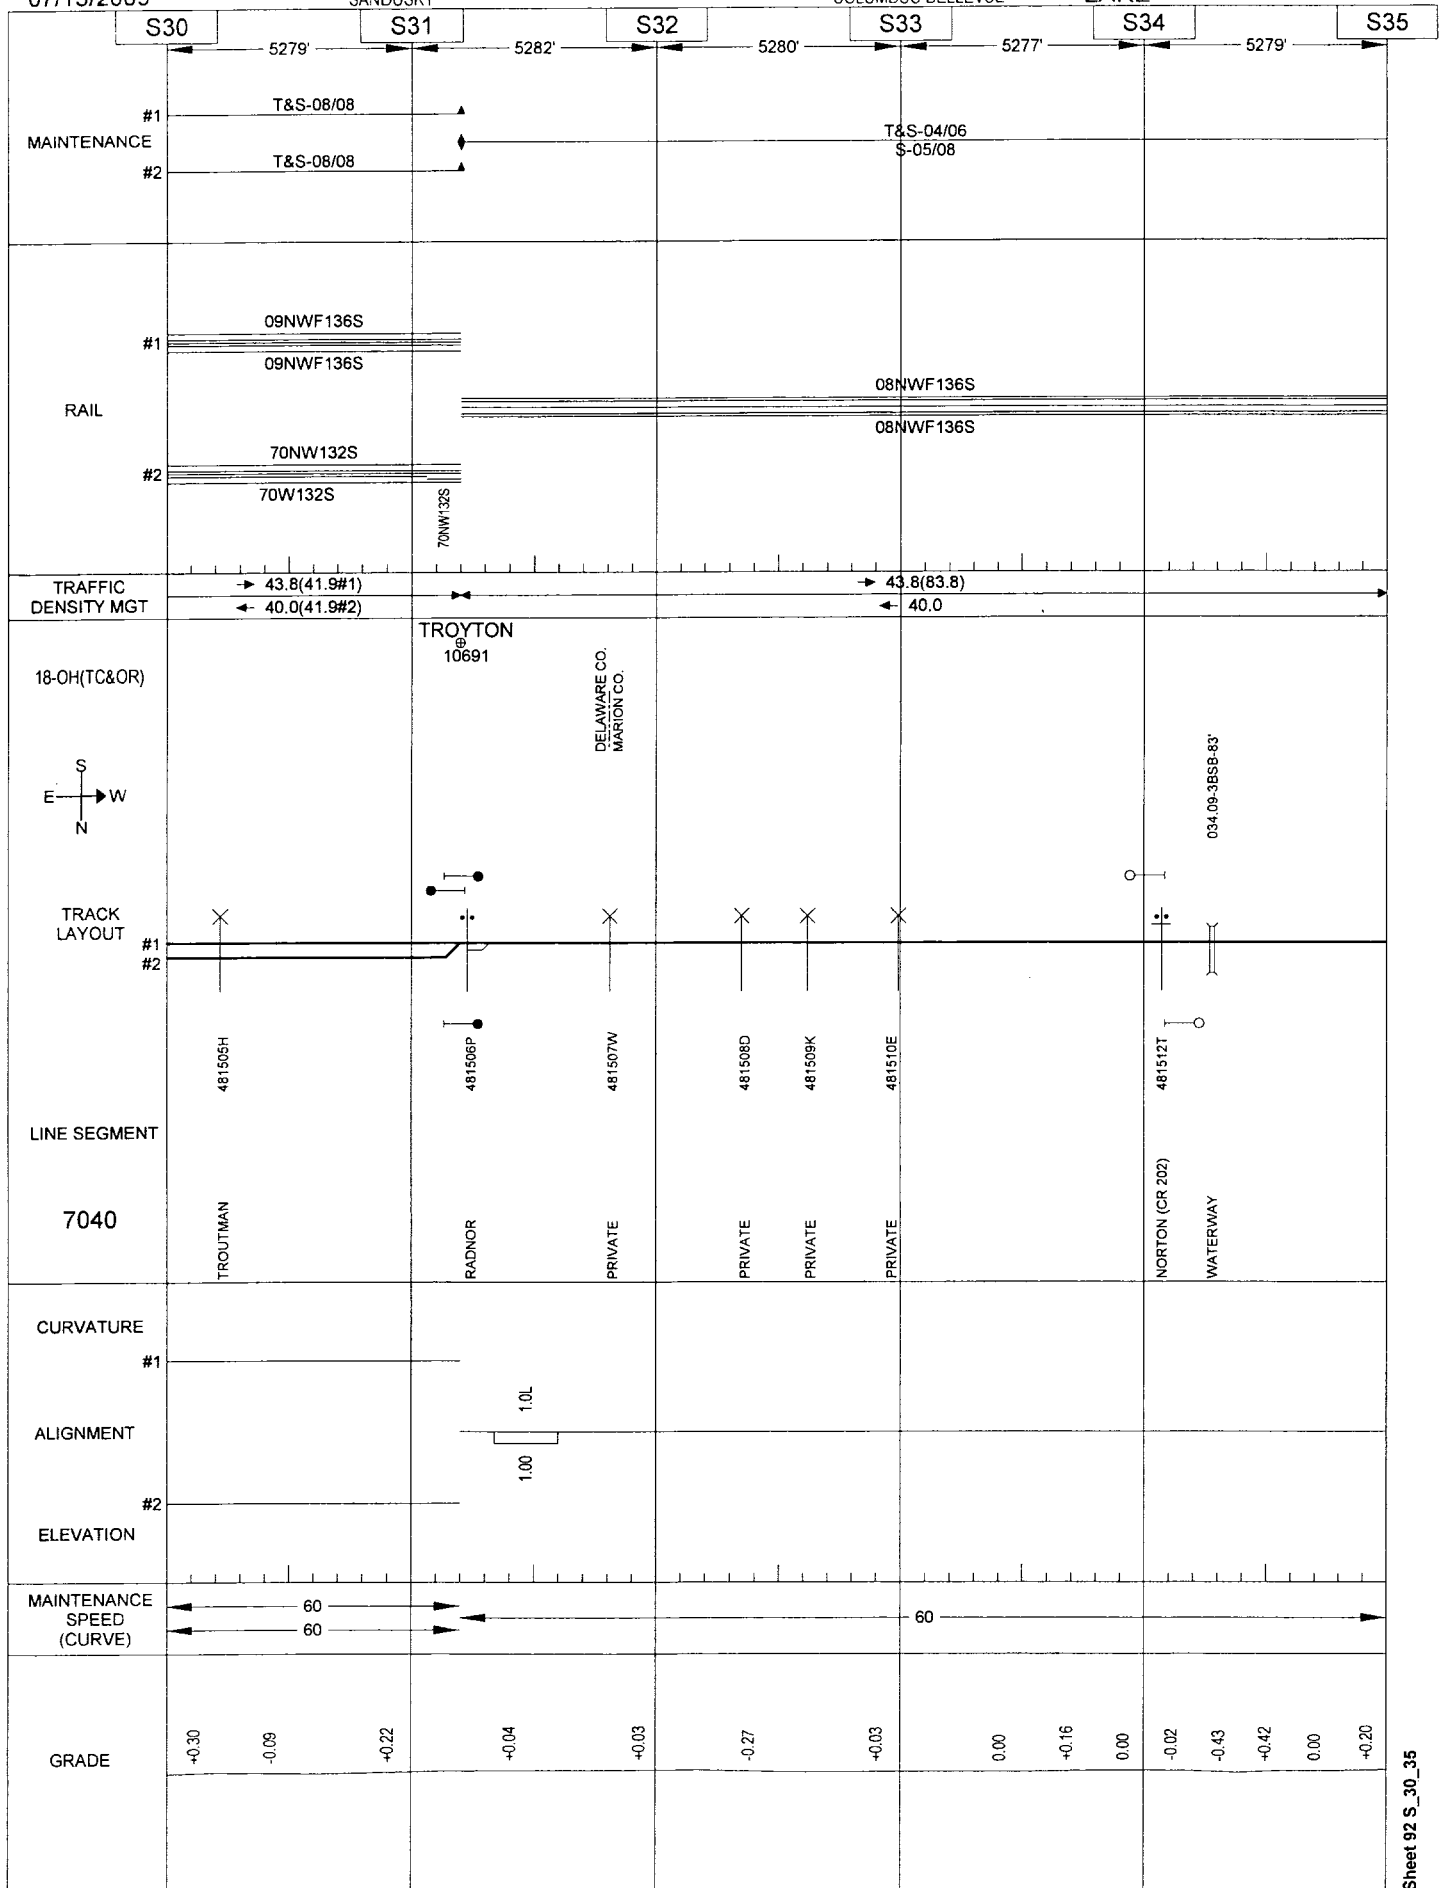 S30 S31 S32 S33 S34 S35
5279' 5282' 5280' 5277' 5279'
MAINTENANCE
#1
T&S-08/08
#2
T&S-08/08
T&S-04/06
S-05/08
RAIL
#1
09NWF136S
09NWF136S
08NWF136S
08NWF136S
#2
70NW132S
70W132S
70NW132S
TRAFFIC
DENSITY MGT
43.8(41.9#1)
40.0(41.9#2)
43.8(83.8)
40.0
18-OH(TC&OR)
TROYTON
10691
DELAWARE CO.
MARION CO.
034.09-3BSB-83'
S
E W
N
TRACK
LAYOUT
#1
#2
LINE SEGMENT
7040
481505H
481506P
481507W
481508D
481509K
481510E
481512T
TROUTMAN
RADNOR
PRIVATE
PRIVATE
PRIVATE
PRIVATE
NORTON (CR 202)
WATERWAY
CURVATURE
#1
ALIGNMENT
1.0L
1.00
#2
ELEVATION
MAINTENANCE
SPEED
(CURVE)
60
60
60
GRADE
+0.30
-0.09
+0.22
+0.04
+0.03
-0.27
+0.03
0.00
+0.16
0.00
-0.02
-0.43
+0.42
0.00
+0.20
Sheet 92 S_30_35